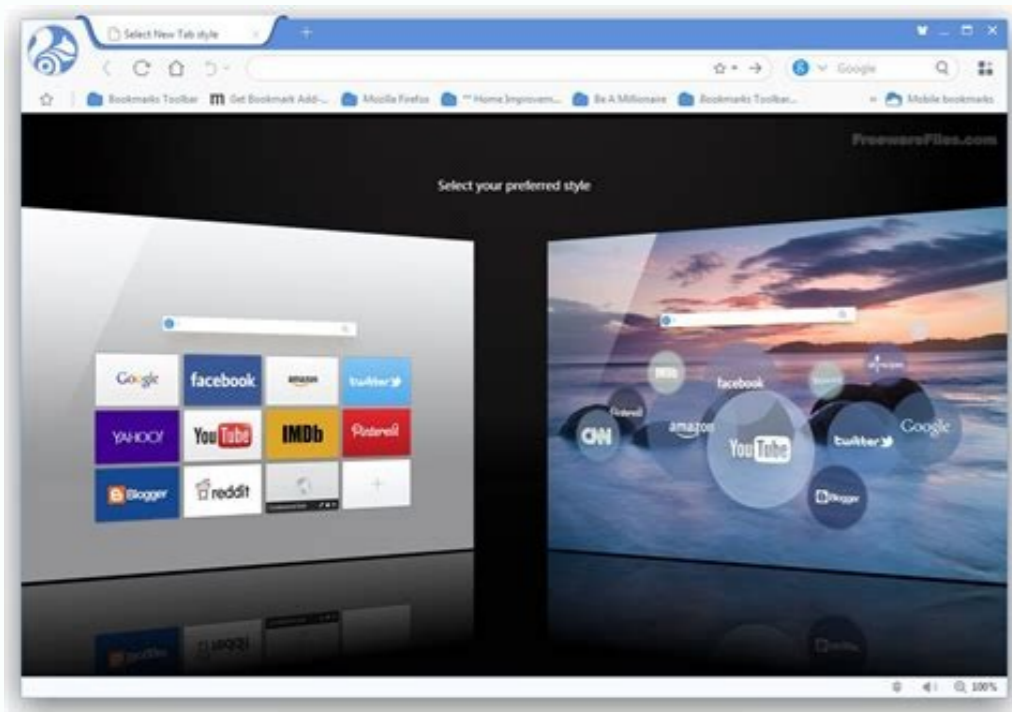 Select New Tab style
Google
Bookmarks Toolbar
Get Bookmark Add-...
Mozilla Firefox
Home Improvem...
Be A Millionaire
Bookmarks Toolbar...
Mobile bookmarks
FreewareFiles.com
Select your preferred style
Google
facebook
amazon
twitter
YAHOO!
YouTube
IMDb
Pinterest
Blogger
reddit
IMDb
facebook
Pinterest
CNN
amazon
YouTube
twitter
Google
Blogger
100%